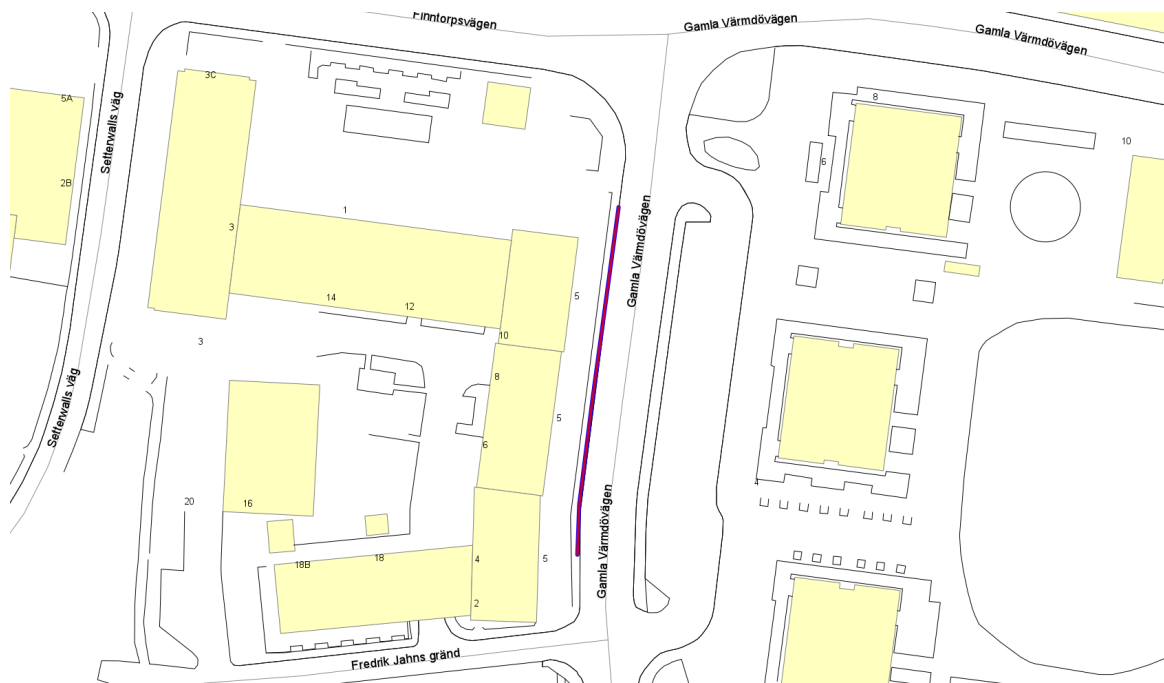 Finntorpsvägen
Gamla Värmdövägen
Gamla Värmdövägen
3C
5A
8
Setterwalls väg
10
6
2B
1
3
Gamla Värmdövägen
5
14
12
10
3
8
Setterwalls väg
5
6
4
20
16
Gamla Värmdövägen
18B
18
4
5
2
Fredrik Jahns gränd